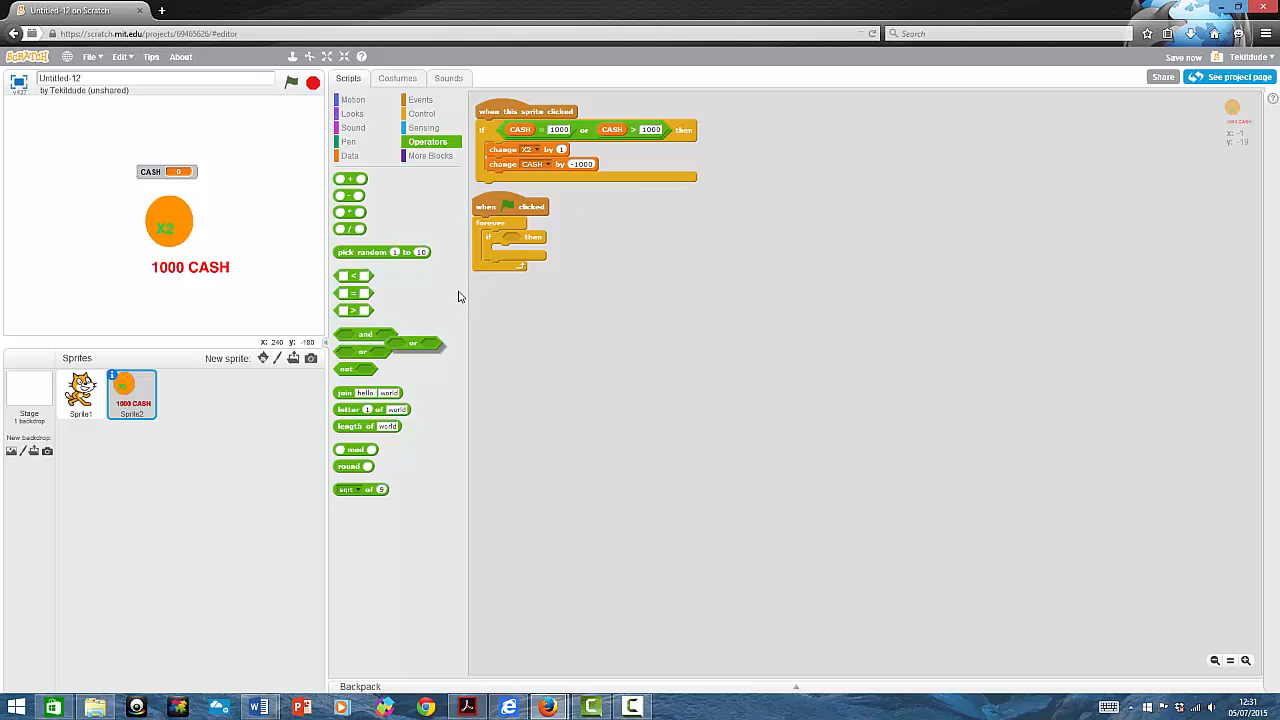 Untitled-12 on Scratch
https://scratch.mit.edu/projects/69465626/#editor
Search
SCRATCH
File
Edit
Tips
About
Tekitdude
Save now
Share
See project page
v437
Untitled-12
by Tekitdude (unshared)
Scripts
Costumes
Sounds
Motion
Events
Looks
Control
Sound
Sensing
Pen
Operators
Data
More Blocks
+
-
*
/
pick random 1 to 10
<
=
>
and
or
or
not
join hello world
letter 1 of world
length of world
mod
round
sqrt of 9
when this sprite clicked
if CASH = 1000 or CASH > 1000 then
change X2 by 1
change CASH by -1000
when clicked
forever
if then
1000 CASH
x: -1
y: -19
CASH 0
X2
1000 CASH
x: 240 y: -180
Sprites
New sprite:
Stage
1 backdrop
New backdrop:
Sprite1
1000 CASH
Sprite2
Backpack
12:31
05/07/2015